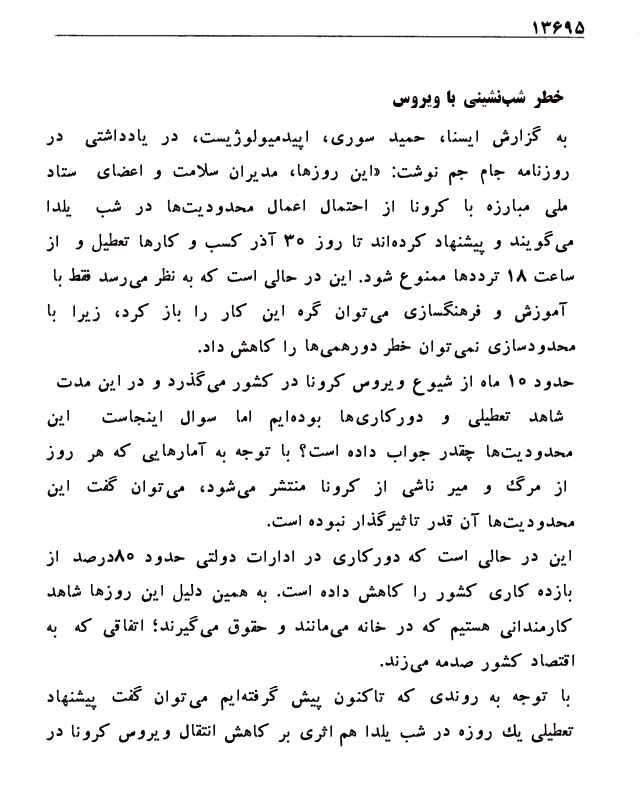 ۱۳۶۹۵
خطر شب‌نشینی با ویروس
به گزارش ایسنا، حمید سوری، اپیدمیولوژیست، در یادداشتی در
روزنامه جام جم نوشت: «این روزها، مدیران سلامت و اعضای ستاد
ملی مبارزه با کرونا از احتمال اعمال محدودیت‌ها در شب یلدا
می‌گویند و پیشنهاد کرده‌اند تا روز ۳۰ آذر کسب و کارها تعطیل و از
ساعت ۱۸ ترددها ممنوع شود. این در حالی است که به نظر می‌رسد فقط با
آموزش و فرهنگسازی می‌توان گره این کار را باز کرد، زیرا با
محدودسازی نمی‌توان خطر دورهمی‌ها را کاهش داد.
حدود ۱۰ ماه از شیوع ویروس کرونا در کشور می‌گذرد و در این مدت
شاهد تعطیلی و دورکاری‌ها بوده‌ایم اما سوال اینجاست این
محدودیت‌ها چقدر جواب داده است؟ با توجه به آمارهایی که هر روز
از مرگ و میر ناشی از کرونا منتشر می‌شود، می‌توان گفت این
محدودیت‌ها آن قدر تاثیرگذار نبوده است.
این در حالی است که دورکاری در ادارات دولتی حدود ۸۰درصد از
بازده کاری کشور را کاهش داده است. به همین دلیل این روزها شاهد
کارمندانی هستیم که در خانه می‌مانند و حقوق می‌گیرند؛ اتفاقی که به
اقتصاد کشور صدمه می‌زند.
با توجه به روندی که تاکنون پیش گرفته‌ایم می‌توان گفت پیشنهاد
تعطیلی یك روزه در شب یلدا هم اثری بر کاهش انتقال ویروس کرونا در